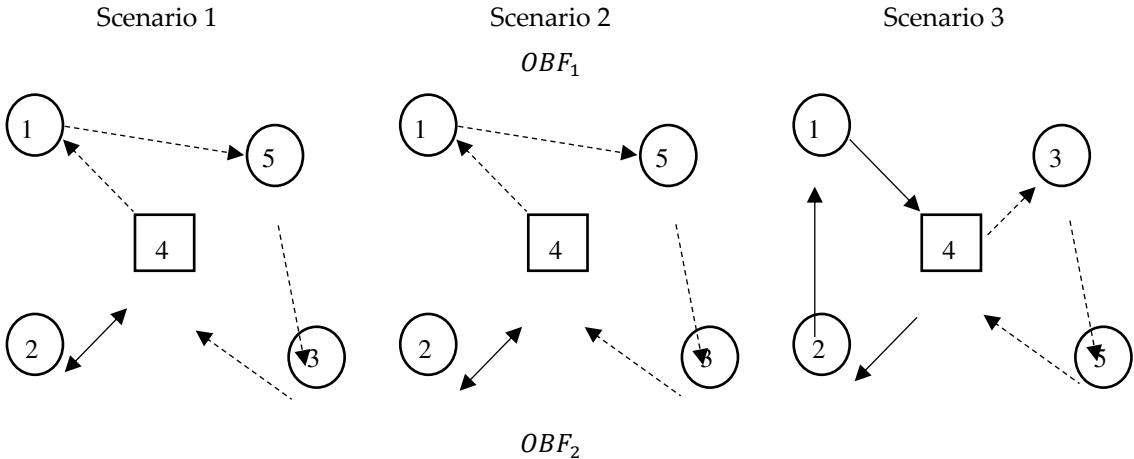 Scenario 1 Scenario 2 Scenario 3
OBF₁
1 1 1
5 5 3
4 4 4
2 2 2
3 3 5
OBF₂